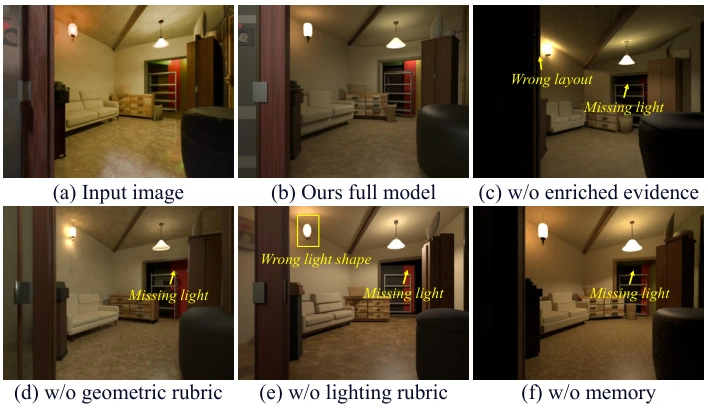 (a) Input image
(b) Ours full model
Wrong layout
Missing light
(c) w/o enriched evidence
Missing light
(d) w/o geometric rubric
Wrong light shape
Missing light
(e) w/o lighting rubric
Missing light
(f) w/o memory